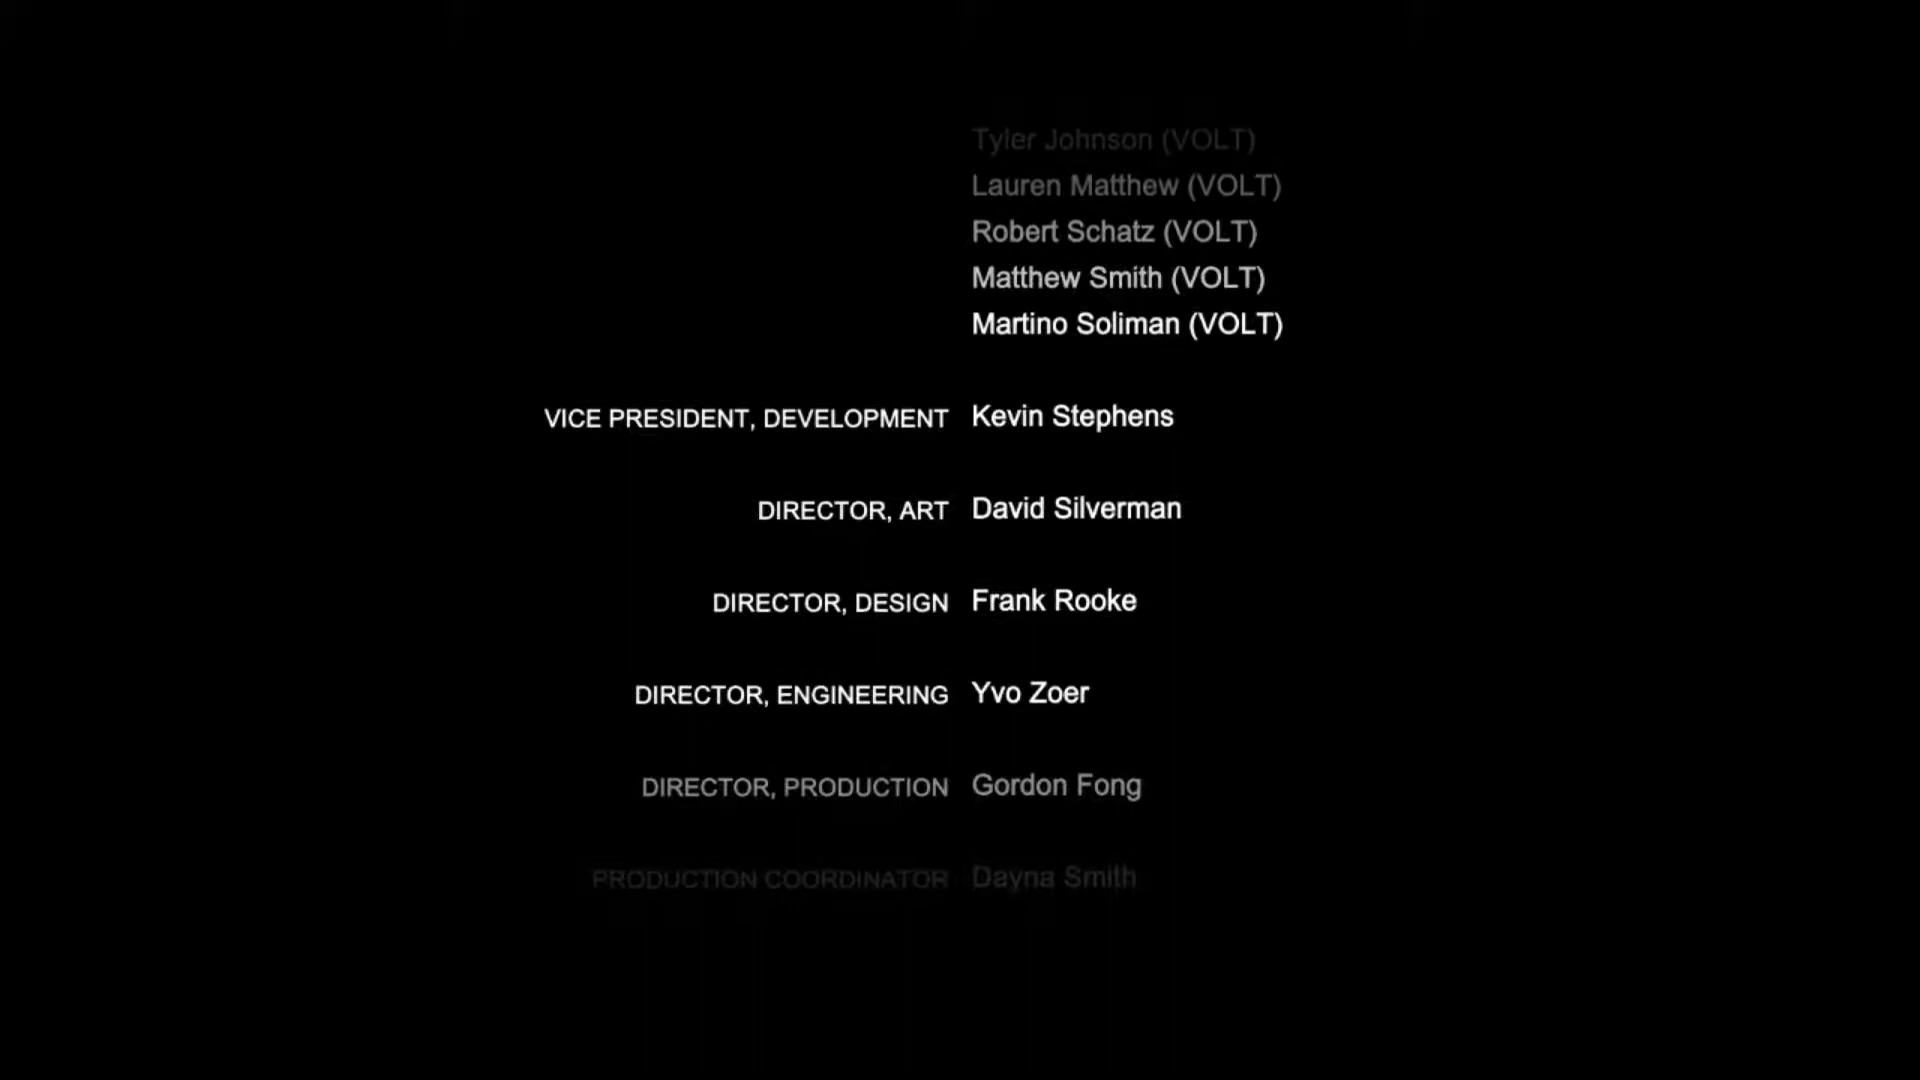 Tyler Johnson (VOLT)
Lauren Matthew (VOLT)
Robert Schatz (VOLT)
Matthew Smith (VOLT)
Martino Soliman (VOLT)
VICE PRESIDENT, DEVELOPMENT Kevin Stephens
DIRECTOR, ART David Silverman
DIRECTOR, DESIGN Frank Rooke
DIRECTOR, ENGINEERING Yvo Zoer
DIRECTOR, PRODUCTION Gordon Fong
PRODUCTION COORDINATOR Dayna Smith